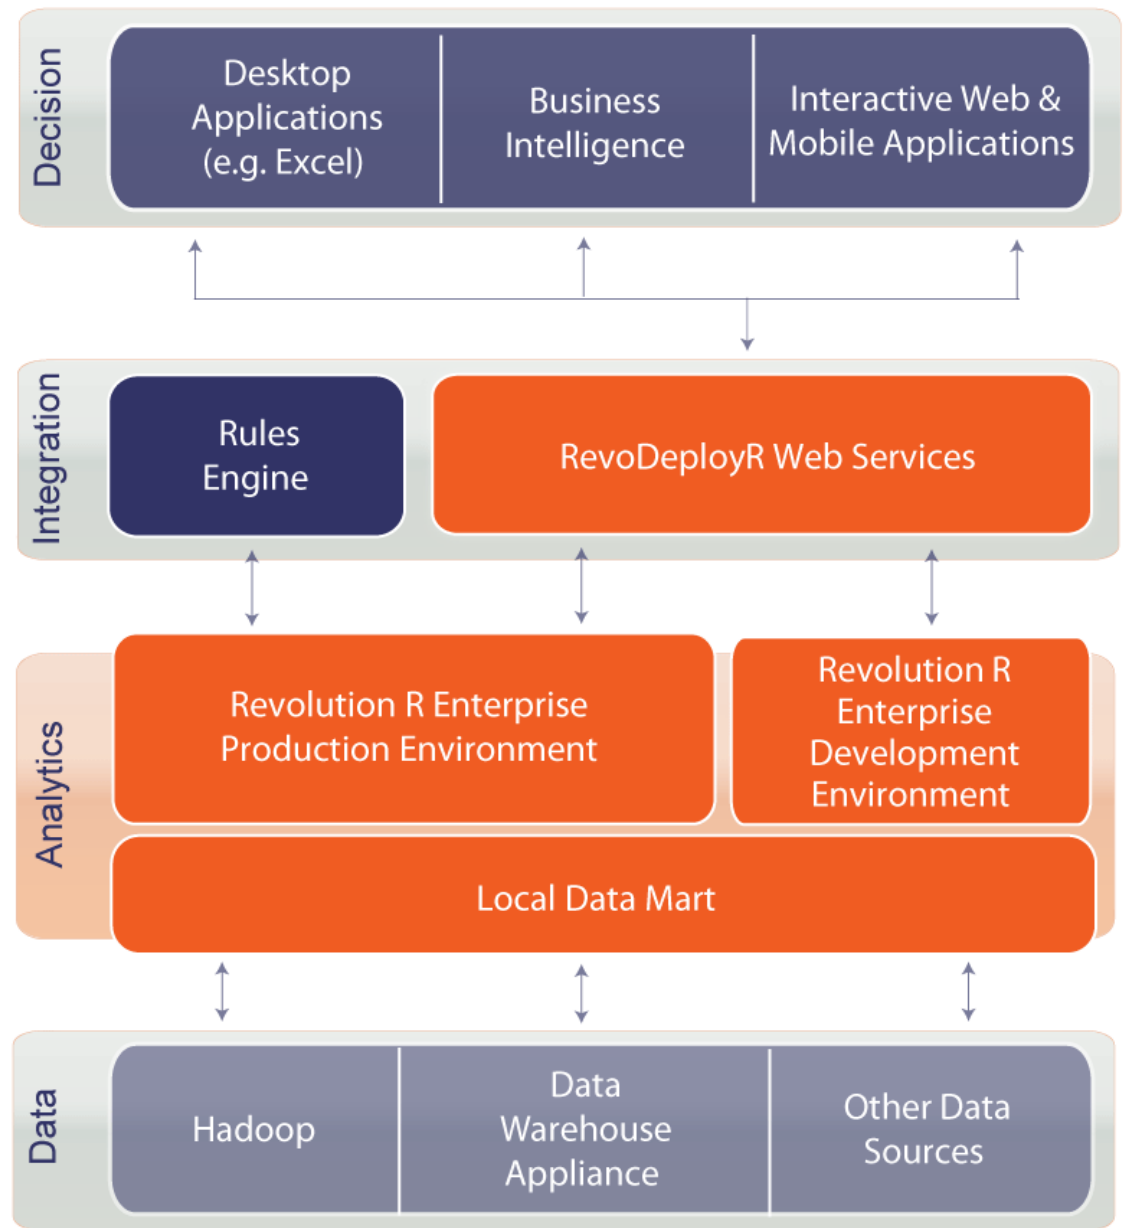 Decision
Desktop
Applications
(e.g. Excel)
Business
Intelligence
Interactive Web &
Mobile Applications
Integration
Rules
Engine
RevoDeployR Web Services
Analytics
Revolution R Enterprise
Production Environment
Revolution R
Enterprise
Development
Environment
Local Data Mart
Data
Hadoop
Data
Warehouse
Appliance
Other Data
Sources